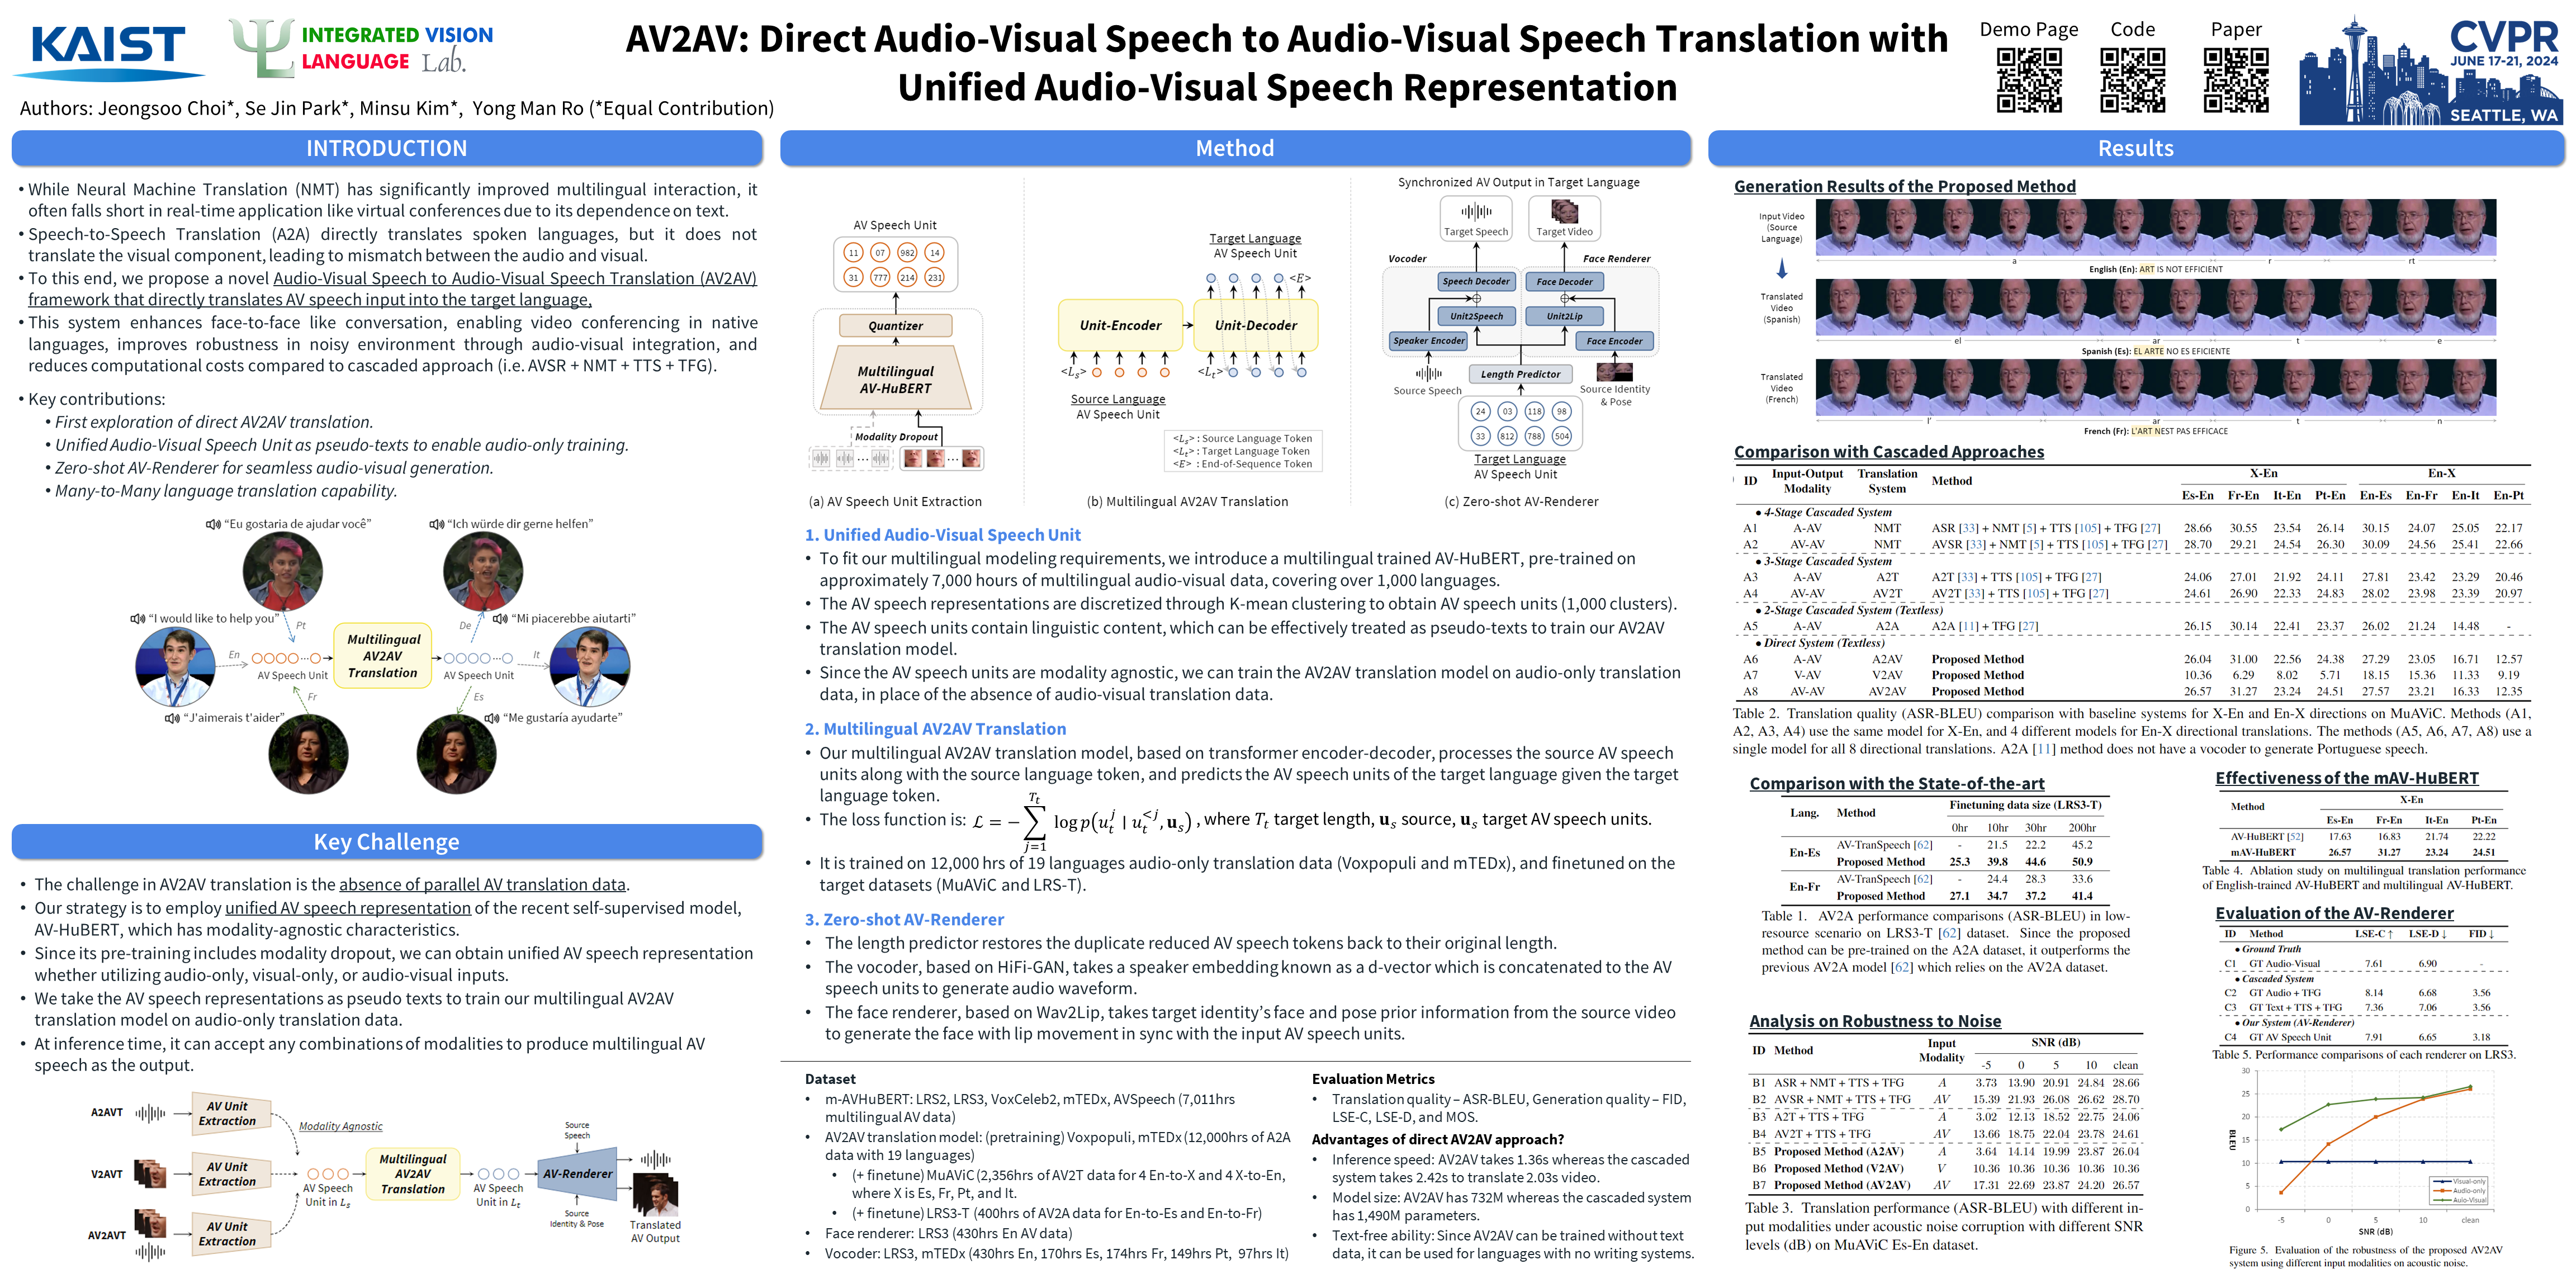 KAIST
INTEGRATED VISION
LANGUAGE Lab.
AV2AV: Direct Audio-Visual Speech to Audio-Visual Speech Translation with
Unified Audio-Visual Speech Representation
Authors: Jeongsoo Choi*, Se Jin Park*, Minsu Kim*, Yong Man Ro (*Equal Contribution)
Demo Page
Code
Paper
CVPR
JUNE 17-21, 2024
SEATTLE, WA
INTRODUCTION
• While Neural Machine Translation (NMT) has significantly improved multilingual interaction, it
often falls short in real-time application like virtual conferences due to its dependence on text.
• Speech-to-Speech Translation (A2A) directly translates spoken languages, but it does not
translate the visual component, leading to mismatch between the audio and visual.
• To this end, we propose a novel Audio-Visual Speech to Audio-Visual Speech Translation (AV2AV)
framework that directly translates AV speech input into the target language.
• This system enhances face-to-face like conversation, enabling video conferencing in native
languages, improves robustness in noisy environment through audio-visual integration, and
reduces computational costs compared to cascaded approach (i.e. AVSR + NMT + TTS + TFG).
• Key contributions:
• First exploration of direct AV2AV translation.
• Unified Audio-Visual Speech Unit as pseudo-texts to enable audio-only training.
• Zero-shot AV-Renderer for seamless audio-visual generation.
• Many-to-Many language translation capability.
"Eu gostaria de ajudar você"
"Ich würde dir gerne helfen"
"I would like to help you"
"Mi piacerebbe aiutarti"
Pt
De
En
It
Fr
Es
Multilingual
AV2AV
Translation
AV Speech Unit
AV Speech Unit
"J'aimerais t'aider"
"Me gustaría ayudarte"
Key Challenge
• The challenge in AV2AV translation is the absence of parallel AV translation data.
• Our strategy is to employ unified AV speech representation of the recent self-supervised model,
AV-HuBERT, which has modality-agnostic characteristics.
• Since its pre-training includes modality dropout, we can obtain unified AV speech representation
whether utilizing audio-only, visual-only, or audio-visual inputs.
• We take the AV speech representations as pseudo texts to train our multilingual AV2AV
translation model on audio-only translation data.
• At inference time, it can accept any combinations of modalities to produce multilingual AV
speech as the output.
A2AVT
AV Unit
Extraction
Modality Agnostic
V2AVT
AV Unit
Extraction
AV Speech
Unit in Ls
Multilingual
AV2AV
Translation
AV Speech
Unit in Lt
Source
Speech
AV-Renderer
Source
Identity & Pose
Translated
AV Output
AV2AVT
AV Unit
Extraction
Method
AV Speech Unit
11 07 982 14
31 777 214 231
Quantizer
Multilingual
AV-HuBERT
Modality Dropout
(a) AV Speech Unit Extraction
Target Language
AV Speech Unit
<E>
Unit-Encoder
Unit-Decoder
<Ls>
<Lt>
Source Language
AV Speech Unit
<Ls> : Source Language Token
<Lt> : Target Language Token
<E> : End-of-Sequence Token
(b) Multilingual AV2AV Translation
Synchronized AV Output in Target Language
Target Speech
Target Video
Vocoder
Face Renderer
Speech Decoder
Face Decoder
Unit2Speech
Unit2Lip
Speaker Encoder
Face Encoder
Length Predictor
Source Speech
Source Identity
& Pose
24 03 118 98
33 812 788 504
Target Language
AV Speech Unit
(c) Zero-shot AV-Renderer
1. Unified Audio-Visual Speech Unit
• To fit our multilingual modeling requirements, we introduce a multilingual trained AV-HuBERT, pre-trained on
approximately 7,000 hours of multilingual audio-visual data, covering over 1,000 languages.
• The AV speech representations are discretized through K-mean clustering to obtain AV speech units (1,000 clusters).
• The AV speech units contain linguistic content, which can be effectively treated as pseudo-texts to train our AV2AV
translation model.
• Since the AV speech units are modality agnostic, we can train the AV2AV translation model on audio-only translation
data, in place of the absence of audio-visual translation data.
2. Multilingual AV2AV Translation
• Our multilingual AV2AV translation model, based on transformer encoder-decoder, processes the source AV speech
units along with the source language token, and predicts the AV speech units of the target language given the target
language token.
• The loss function is: ℒ = −∑_{j=1}^{T_t} log p(u_t^j | u_t^{<j}, u_s) , where T_t target length, u_s source, u_s target AV speech units.
• It is trained on 12,000 hrs of 19 languages audio-only translation data (Voxpopuli and mTEDx), and finetuned on the
target datasets (MuAViC and LRS-T).
3. Zero-shot AV-Renderer
• The length predictor restores the duplicate reduced AV speech tokens back to their original length.
• The vocoder, based on HiFi-GAN, takes a speaker embedding known as a d-vector which is concatenated to the AV
speech units to generate audio waveform.
• The face renderer, based on Wav2Lip, takes target identity's face and pose prior information from the source video
to generate the face with lip movement in sync with the input AV speech units.
Dataset
• m-AVHuBERT: LRS2, LRS3, VoxCeleb2, mTEDx, AVSpeech (7,011hrs
multilingual AV data)
• AV2AV translation model: (pretraining) Voxpopuli, mTEDx (12,000hrs of A2A
data with 19 languages)
• (+ finetune) MuAViC (2,356hrs of AV2T data for 4 En-to-X and 4 X-to-En,
where X is Es, Fr, Pt, and It.
• (+ finetune) LRS3-T (400hrs of AV2A data for En-to-Es and En-to-Fr)
• Face renderer: LRS3 (430hrs En AV data)
• Vocoder: LRS3, mTEDx (430hrs En, 170hrs Es, 174hrs Fr, 149hrs Pt, 97hrs It)
Evaluation Metrics
• Translation quality – ASR-BLEU, Generation quality – FID,
LSE-C, LSE-D, and MOS.
Advantages of direct AV2AV approach?
• Inference speed: AV2AV takes 1.36s whereas the cascaded
system takes 2.42s to translate 2.03s video.
• Model size: AV2AV has 732M whereas the cascaded system
has 1,490M parameters.
• Text-free ability: Since AV2AV can be trained without text
data, it can be used for languages with no writing systems.
Results
Generation Results of the Proposed Method
Input Video
(Source
Language)
a r rt
English (En): ART IS NOT EFFICIENT
Translated
Video
(Spanish)
el ar t e
Spanish (Es): EL ARTE NO ES EFICIENTE
Translated
Video
(French)
l' ar t n
French (Fr): L'ART NEST PAS EFFICACE
Comparison with Cascaded Approaches
ID Input-Output Modality Translation System Method X-En En-X
Es-En Fr-En It-En Pt-En En-Es En-Fr En-It En-Pt
• 4-Stage Cascaded System
A1 A-AV NMT ASR [33] + NMT [5] + TTS [105] + TFG [27] 28.66 30.55 23.54 26.14 30.15 24.07 25.05 22.17
A2 AV-AV NMT AVSR [33] + NMT [5] + TTS [105] + TFG [27] 28.70 29.21 24.54 26.30 30.09 24.56 25.41 22.66
• 3-Stage Cascaded System
A3 A-AV A2T A2T [33] + TTS [105] + TFG [27] 24.06 27.01 21.92 24.11 27.81 23.42 23.29 20.46
A4 AV-AV AV2T AV2T [33] + TTS [105] + TFG [27] 24.61 26.90 22.33 24.83 28.02 23.98 23.39 20.97
• 2-Stage Cascaded System (Textless)
A5 A-AV A2A A2A [11] + TFG [27] 26.15 30.14 22.41 23.37 26.02 21.24 14.48 -
• Direct System (Textless)
A6 A-AV A2AV Proposed Method 26.04 31.00 22.56 24.38 27.29 23.05 16.71 12.57
A7 V-AV V2AV Proposed Method 10.36 6.29 8.02 5.71 18.15 15.36 11.33 9.19
A8 AV-AV AV2AV Proposed Method 26.57 31.27 23.24 24.51 27.57 23.21 16.33 12.35
Table 2. Translation quality (ASR-BLEU) comparison with baseline systems for X-En and En-X directions on MuAViC. Methods (A1,
A2, A3, A4) use the same model for X-En, and 4 different models for En-X directional translations. The methods (A5, A6, A7, A8) use a
single model for all 8 directional translations. A2A [11] method does not have a vocoder to generate Portuguese speech.
Comparison with the State-of-the-art
Lang. Method Finetuning data size (LRS3-T)
0hr 10hr 30hr 200hr
En-Es
AV-TranSpeech [62] - 21.5 22.2 45.2
Proposed Method 25.3 39.8 44.6 50.9
En-Fr
AV-TranSpeech [62] - 24.4 28.3 33.6
Proposed Method 27.1 34.7 37.2 41.4
Table 1. AV2A performance comparisons (ASR-BLEU) in low-
resource scenario on LRS3-T [62] dataset. Since the proposed
method can be pre-trained on the A2A dataset, it outperforms the
previous AV2A model [62] which relies on the AV2A dataset.
Analysis on Robustness to Noise
ID Method Input Modality SNR (dB)
-5 0 5 10 clean
B1 ASR + NMT + TTS + TFG A 3.73 13.90 20.91 24.84 28.66
B2 AVSR + NMT + TTS + TFG AV 15.39 21.93 26.08 26.62 28.70
B3 A2T + TTS + TFG A 3.02 12.13 18.52 22.75 24.06
B4 AV2T + TTS + TFG AV 13.66 18.75 22.04 23.78 24.61
B5 Proposed Method (A2AV) A 3.64 14.14 19.99 23.87 26.04
B6 Proposed Method (V2AV) V 10.36 10.36 10.36 10.36 10.36
B7 Proposed Method (AV2AV) AV 17.31 22.69 23.87 24.20 26.57
Table 3. Translation performance (ASR-BLEU) with different in-
put modalities under acoustic noise corruption with different SNR
levels (dB) on MuAViC Es-En dataset.
Effectiveness of the mAV-HuBERT
Method X-En
Es-En Fr-En It-En Pt-En
AV-HuBERT [52] 17.63 16.83 21.74 22.22
mAV-HuBERT 26.57 31.27 23.24 24.51
Table 4. Ablation study on multilingual translation performance
of English-trained AV-HuBERT and multilingual AV-HuBERT.
Evaluation of the AV-Renderer
ID Method LSE-C ↑ LSE-D ↓ FID ↓
• Ground Truth
C1 GT Audio-Visual 7.61 6.90 -
• Cascaded System
C2 GT Audio + TFG 8.14 6.68 3.56
C3 GT Text + TTS + TFG 7.36 7.06 3.56
• Our System (AV-Renderer)
C4 GT AV Speech Unit 7.91 6.65 3.18
Table 5. Performance comparisons of each renderer on LRS3.
30
25
20
15
10
5
0
BLEU
-5 0 5 10 clean
SNR (dB)
Visual-only
Audio-only
Auio-Visual
Figure 5. Evaluation of the robustness of the proposed AV2AV
system using different input modalities on acoustic noise.